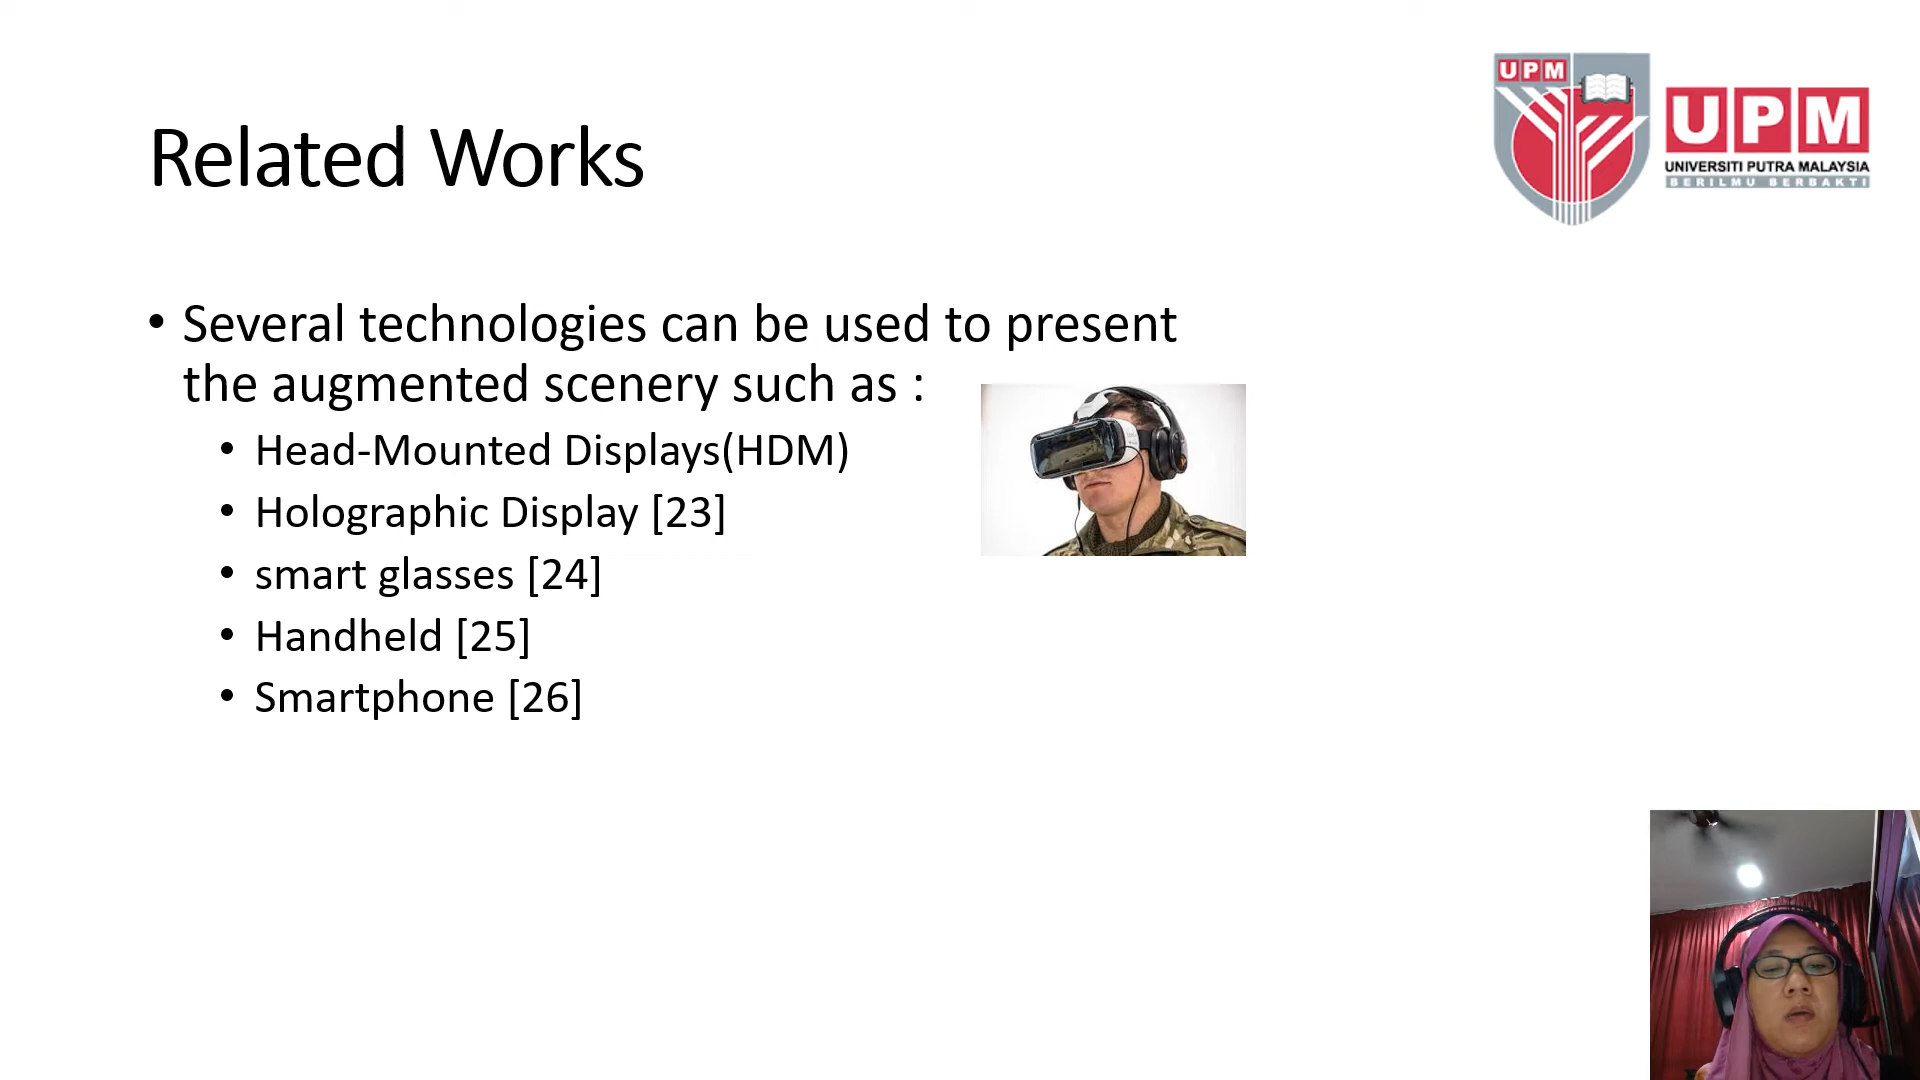 UPM
UPM
UNIVERSITI PUTRA MALAYSIA
BERILMU BERBAKTI
Related Works
• Several technologies can be used to present
the augmented scenery such as :
• Head-Mounted Displays(HDM)
• Holographic Display [23]
• smart glasses [24]
• Handheld [25]
• Smartphone [26]